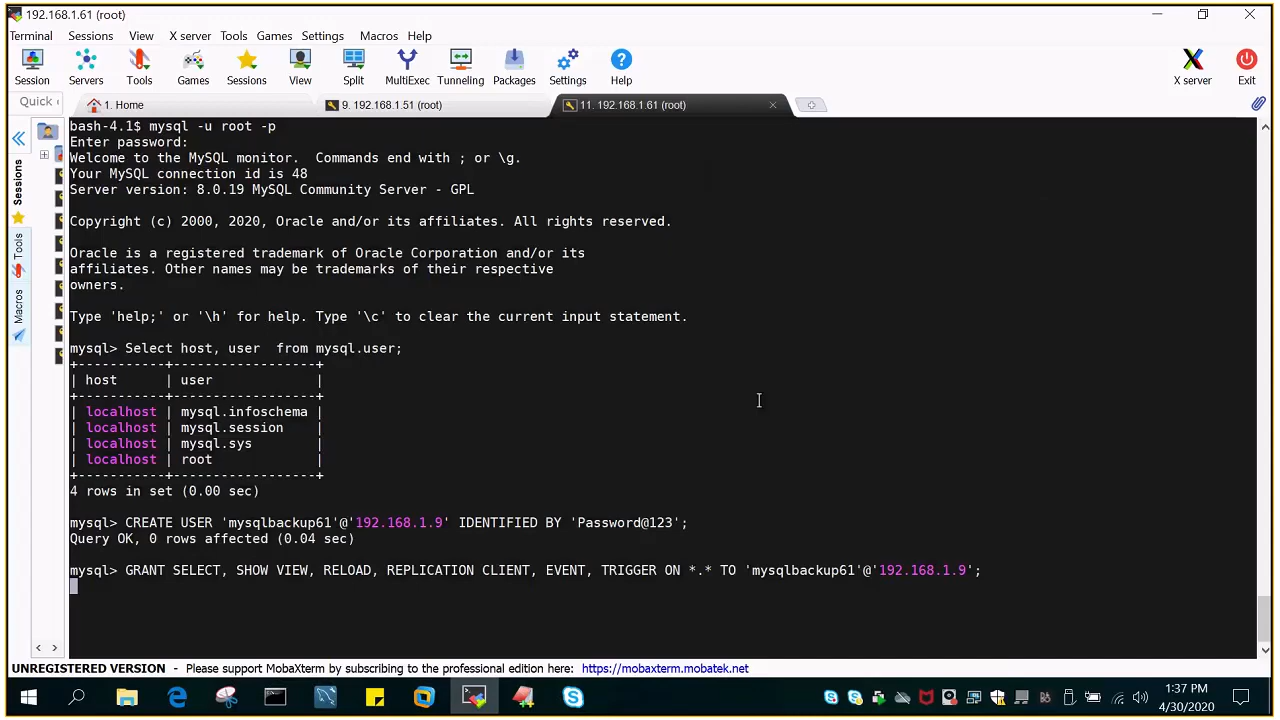 192.168.1.61 (root)
Terminal Sessions View X server Tools Games Settings Macros Help
Session Servers Tools Games Sessions View Split MultiExec Tunneling Packages Settings Help X server Exit
Quick 1. Home 9. 192.168.1.51 (root) 11. 192.168.1.61 (root)
Sessions
Tools
Macros
bash-4.1$ mysql -u root -p
Enter password:
Welcome to the MySQL monitor.  Commands end with ; or \g.
Your MySQL connection id is 48
Server version: 8.0.19 MySQL Community Server - GPL
Copyright (c) 2000, 2020, Oracle and/or its affiliates. All rights reserved.
Oracle is a registered trademark of Oracle Corporation and/or its
affiliates. Other names may be trademarks of their respective
owners.
Type 'help;' or '\h' for help. Type '\c' to clear the current input statement.
mysql> Select host, user  from mysql.user;
+-----------+------------------+
| host      | user             |
+-----------+------------------+
| localhost | mysql.infoschema |
| localhost | mysql.session    |
| localhost | mysql.sys        |
| localhost | root             |
+-----------+------------------+
4 rows in set (0.00 sec)
mysql> CREATE USER 'mysqlbackup61'@'192.168.1.9' IDENTIFIED BY 'Password@123';
Query OK, 0 rows affected (0.04 sec)
mysql> GRANT SELECT, SHOW VIEW, RELOAD, REPLICATION CLIENT, EVENT, TRIGGER ON *.* TO 'mysqlbackup61'@'192.168.1.9';
UNREGISTERED VERSION - Please support MobaXterm by subscribing to the professional edition here: https://mobaxterm.mobatek.net
1:37 PM
4/30/2020